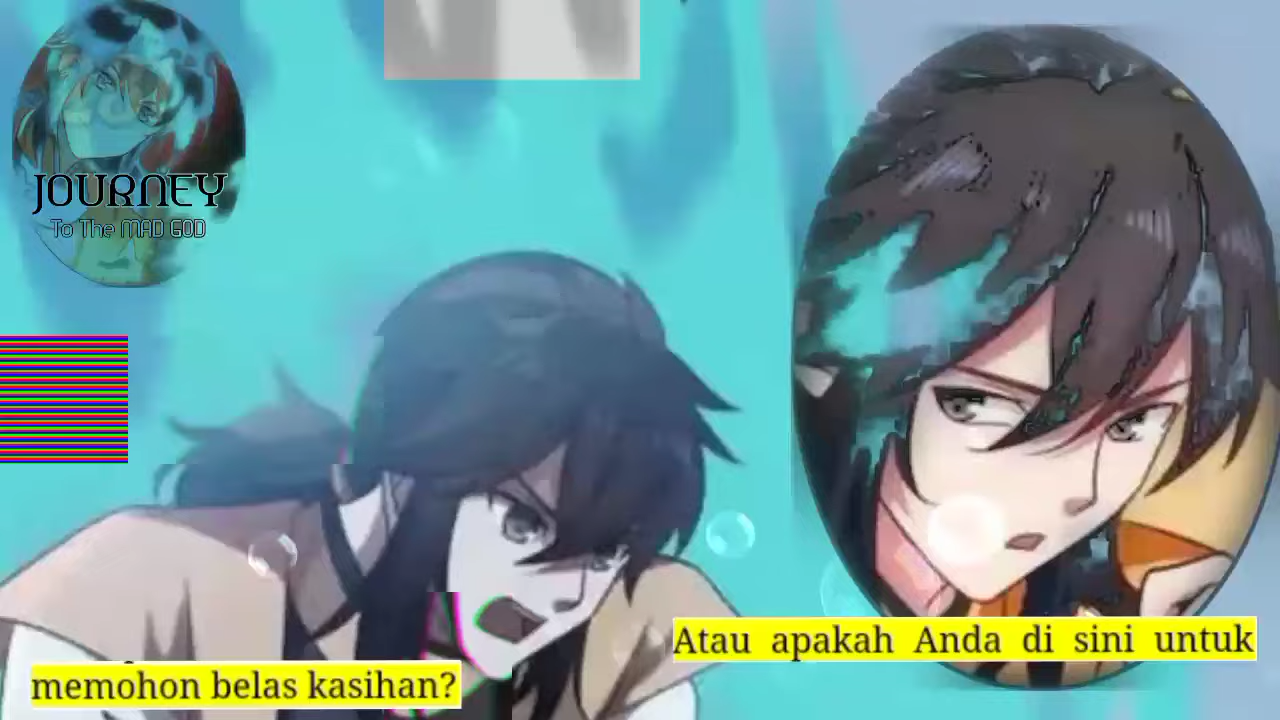 JOURNEY
To The MAD GOD
Atau apakah Anda di sini untuk
memohon belas kasihan?